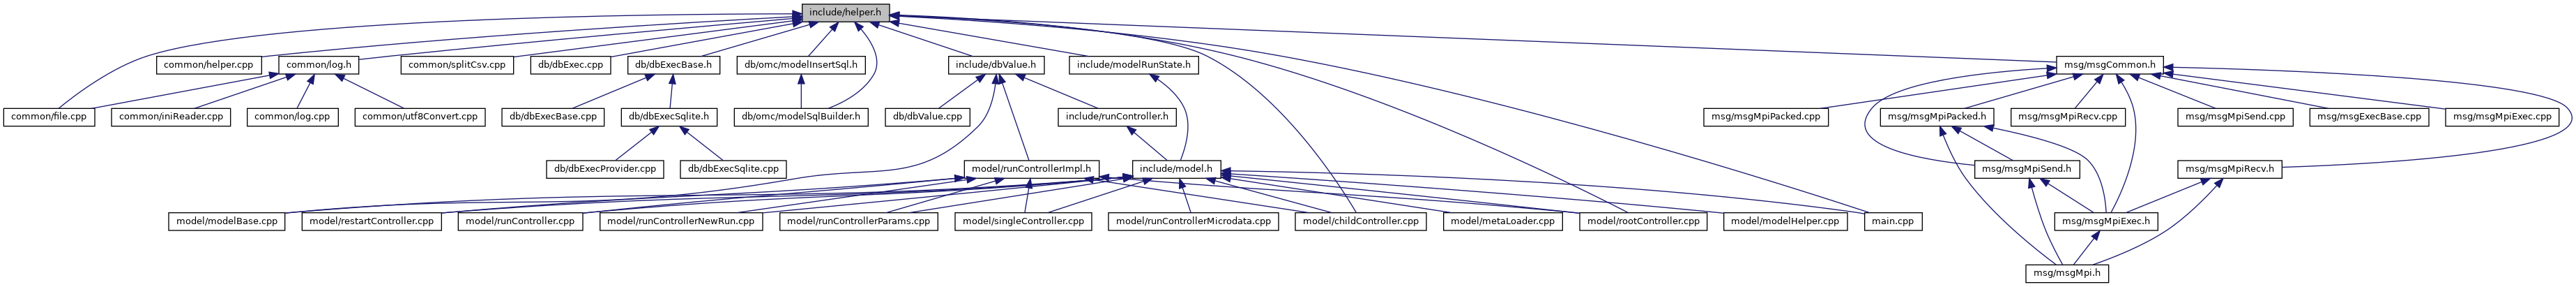 include/helper.h
common/helper.cpp
common/log.h
common/splitCsv.cpp
db/dbExec.cpp
db/dbExecBase.h
db/omc/modelInsertSql.h
include/dbValue.h
include/modelRunState.h
msg/msgCommon.h
common/file.cpp
common/iniReader.cpp
common/log.cpp
common/utf8Convert.cpp
db/dbExecBase.cpp
db/dbExecSqlite.h
db/omc/modelSqlBuilder.h
db/dbValue.cpp
include/runController.h
msg/msgMpiPacked.cpp
msg/msgMpiPacked.h
msg/msgMpiRecv.cpp
msg/msgMpiSend.cpp
msg/msgExecBase.cpp
msg/msgMpiExec.cpp
db/dbExecProvider.cpp
db/dbExecSqlite.cpp
model/runControllerImpl.h
include/model.h
msg/msgMpiSend.h
msg/msgMpiRecv.h
model/modelBase.cpp
model/restartController.cpp
model/runController.cpp
model/runControllerNewRun.cpp
model/runControllerParams.cpp
model/singleController.cpp
model/runControllerMicrodata.cpp
model/childController.cpp
model/metaLoader.cpp
model/rootController.cpp
model/modelHelper.cpp
main.cpp
msg/msgMpiExec.h
msg/msgMpi.h